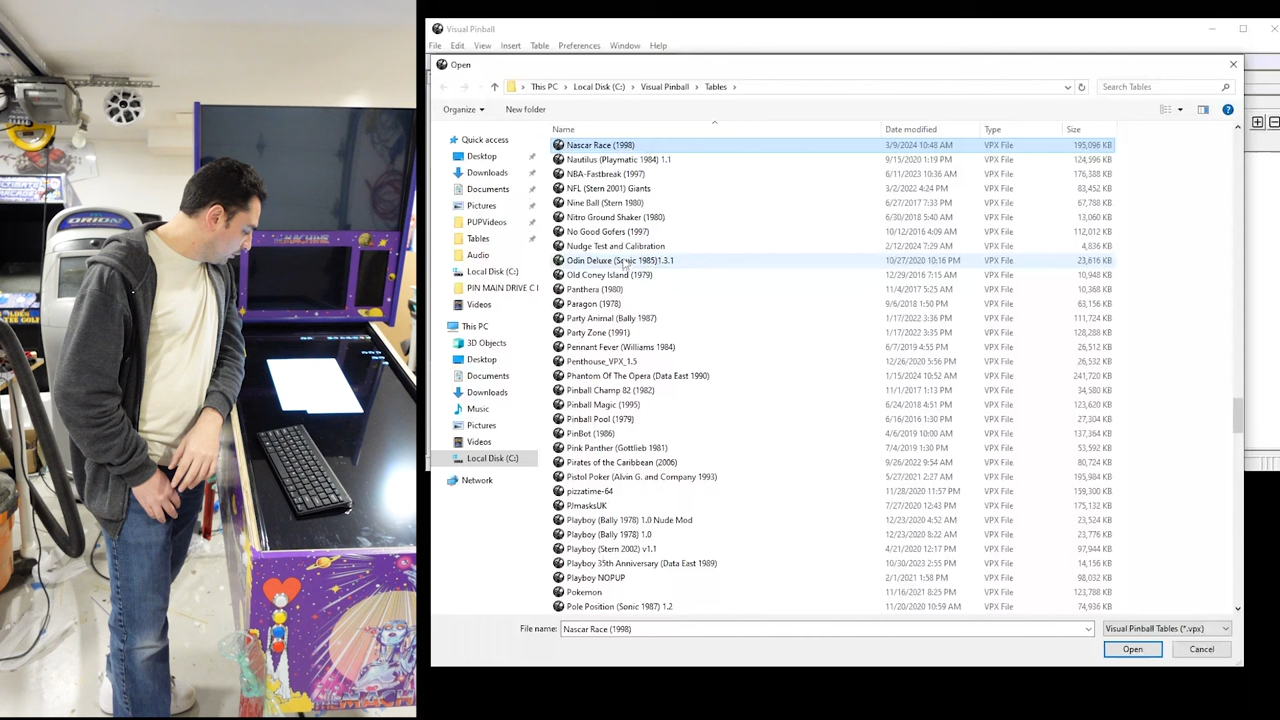 Visual Pinball
File Edit View Insert Table Preferences Window Help
Open
This PC > Local Disk (C:) > Visual Pinball > Tables >
Search Tables
Organize
New folder
Name Date modified Type Size
Quick access
Desktop
Downloads
Documents
Pictures
PUPVideos
Tables
Audio
Local Disk (C:)
PIN MAIN DRIVE C I
Videos
This PC
3D Objects
Desktop
Documents
Downloads
Music
Pictures
Videos
Local Disk (C:)
Network
Nascar Race (1998) 3/9/2024 10:48 AM VPX File 195,096 KB
Nautilus (Playmatic 1984) 1.1 9/15/2020 1:19 PM VPX File 124,596 KB
NBA-Fastbreak (1997) 6/11/2023 10:36 AM VPX File 176,388 KB
NFL (Stern 2001) Giants 3/2/2022 4:24 PM VPX File 83,452 KB
Nine Ball (Stern 1980) 6/27/2017 7:33 PM VPX File 67,788 KB
Nitro Ground Shaker (1980) 6/30/2018 5:40 AM VPX File 13,060 KB
No Good Gofers (1997) 10/12/2016 4:09 AM VPX File 112,012 KB
Nudge Test and Calibration 2/12/2024 7:29 AM VPX File 4,836 KB
Odin Deluxe (Sonic 1985)1.3.1 10/27/2020 10:16 PM VPX File 23,616 KB
Old Coney Island (1979) 12/29/2016 7:15 AM VPX File 10,948 KB
Panthera (1980) 11/4/2017 5:25 AM VPX File 10,368 KB
Paragon (1978) 9/6/2018 1:50 PM VPX File 63,156 KB
Party Animal (Bally 1987) 1/17/2022 3:36 PM VPX File 111,724 KB
Party Zone (1991) 1/17/2022 3:35 PM VPX File 128,288 KB
Pennant Fever (Williams 1984) 6/7/2019 4:55 PM VPX File 26,512 KB
Penthouse_VPX_1.5 12/26/2020 5:56 PM VPX File 26,532 KB
Phantom Of The Opera (Data East 1990) 1/15/2024 10:52 AM VPX File 241,720 KB
Pinball Champ 82 (1982) 11/1/2017 1:13 PM VPX File 34,580 KB
Pinball Magic (1995) 6/24/2018 4:51 PM VPX File 123,620 KB
Pinball Pool (1979) 6/16/2016 1:30 PM VPX File 27,304 KB
PinBot (1986) 4/6/2019 10:00 AM VPX File 137,364 KB
Pink Panther (Gottlieb 1981) 7/4/2019 1:30 PM VPX File 53,592 KB
Pirates of the Caribbean (2006) 9/26/2022 9:54 AM VPX File 80,724 KB
Pistol Poker (Alvin G. and Company 1993) 5/27/2021 2:27 AM VPX File 195,984 KB
pizzatime-64 11/28/2020 11:57 PM VPX File 159,300 KB
PJmasksUK 7/27/2020 12:43 PM VPX File 175,132 KB
Playboy (Bally 1978) 1.0 Nude Mod 12/23/2020 4:52 AM VPX File 23,524 KB
Playboy (Bally 1978) 1.0 12/23/2020 8:22 AM VPX File 23,776 KB
Playboy (Stern 2002) v1.1 4/21/2020 12:17 PM VPX File 97,944 KB
Playboy 35th Anniversary (Data East 1989) 10/30/2023 2:55 PM VPX File 14,156 KB
Playboy NOPUP 2/1/2021 1:58 PM VPX File 98,032 KB
Pokemon 11/16/2021 8:25 PM VPX File 123,788 KB
Pole Position (Sonic 1987) 1.2 11/20/2020 10:59 AM VPX File 74,936 KB
File name: Nascar Race (1998)
Visual Pinball Tables (*.vpx)
Open Cancel
ORION